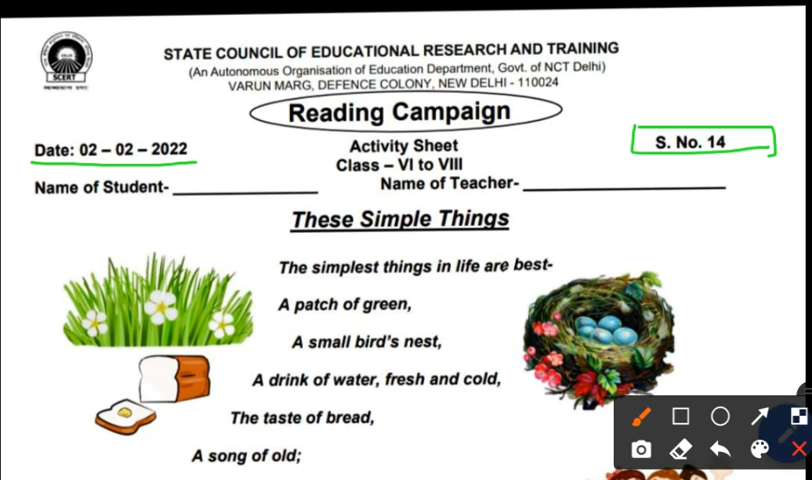 STATE COUNCIL OF EDUCATIONAL RESEARCH AND TRAINING
(An Autonomous Organisation of Education Department, Govt. of NCT Delhi)
SCERT
VARUN MARG, DEFENCE COLONY, NEW DELHI - 110024
Reading Campaign
Date: 02 – 02 – 2022
Activity Sheet
S. No. 14
Class – VI to VIII
Name of Student-
Name of Teacher-
These Simple Things
The simplest things in life are best-
A patch of green,
A small bird's nest,
A drink of water, fresh and cold,
The taste of bread,
A song of old;